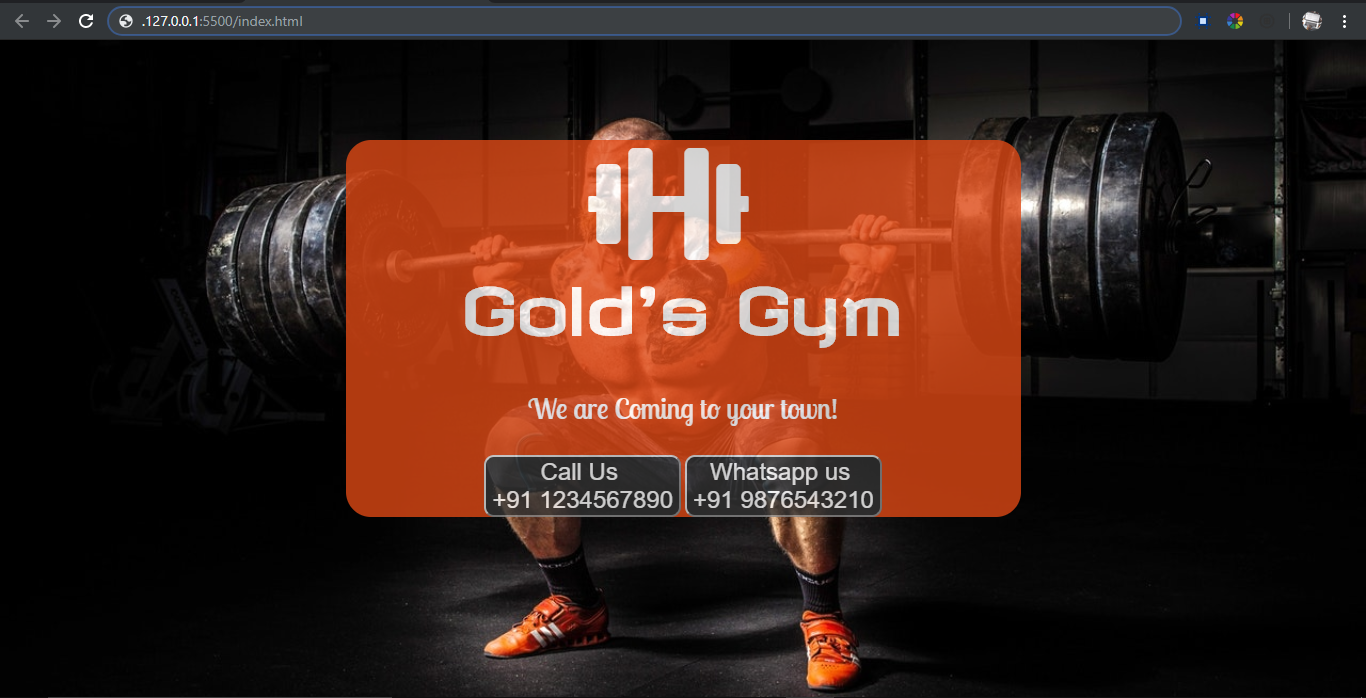 .127.0.0.1:5500/index.html
Gold's Gym
We are Coming to your town!
Call Us
+91 1234567890
Whatsapp us
+91 9876543210